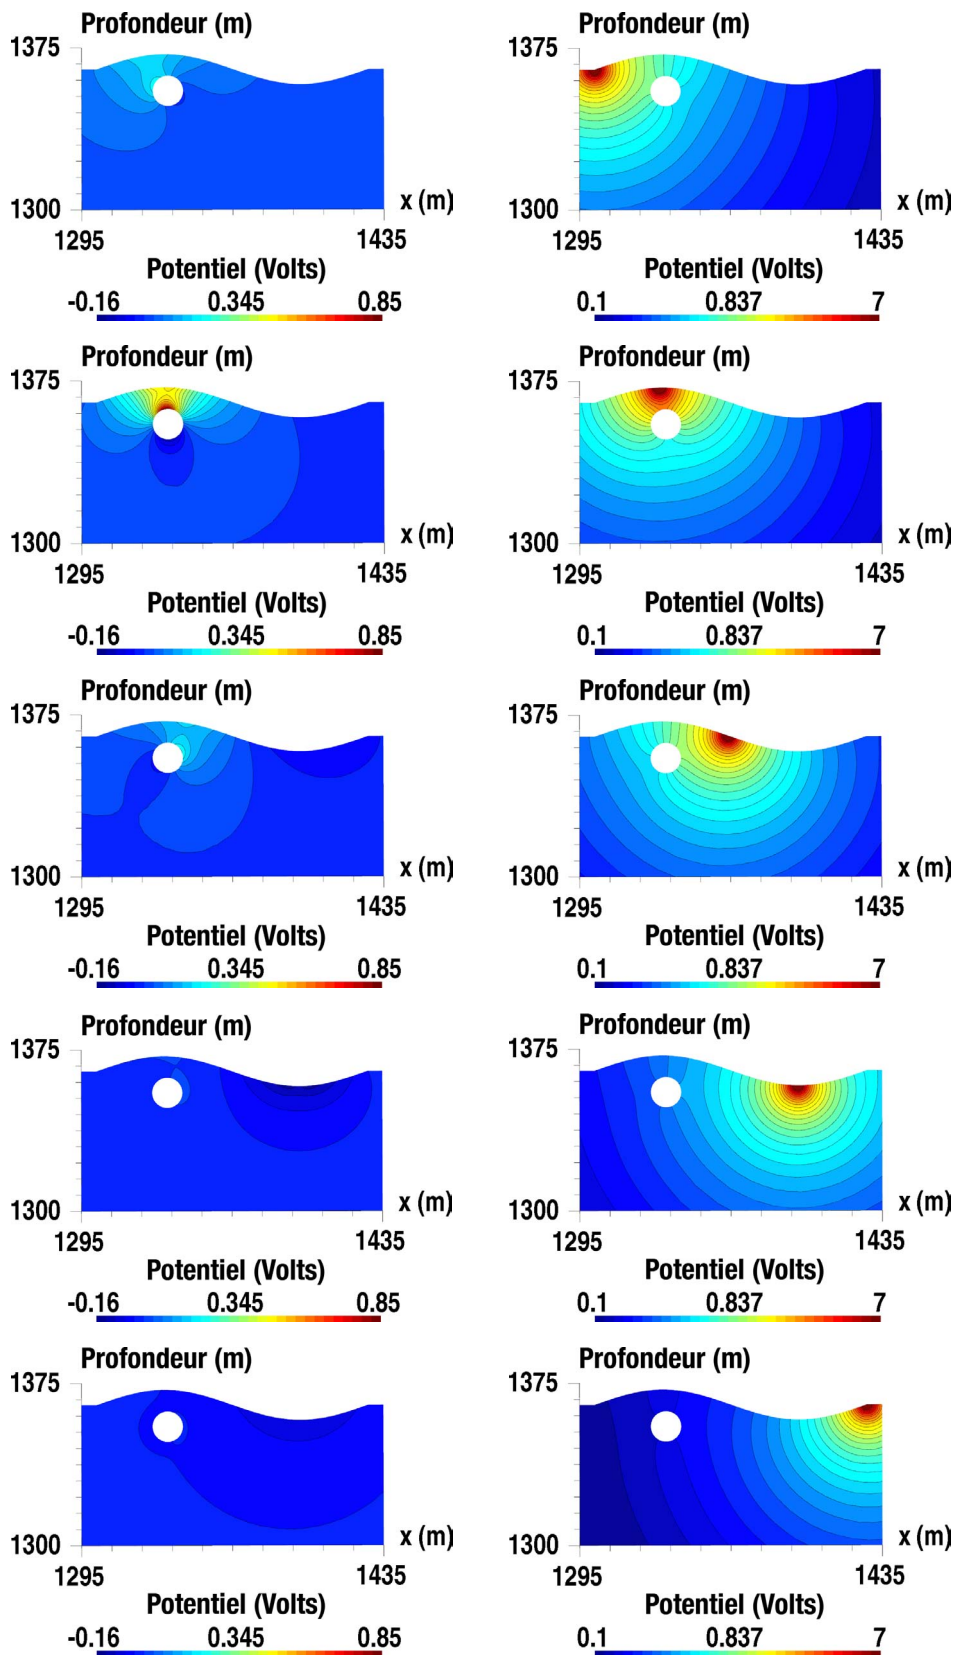 Profondeur (m) Profondeur (m)
1375 1375
1300 x (m) 1300 x (m)
1295 1435 1295 1435
Potentiel (Volts) Potentiel (Volts)
-0.16 0.345 0.85 0.1 0.837 7
Profondeur (m) Profondeur (m)
1375 1375
1300 x (m) 1300 x (m)
1295 1435 1295 1435
Potentiel (Volts) Potentiel (Volts)
-0.16 0.345 0.85 0.1 0.837 7
Profondeur (m) Profondeur (m)
1375 1375
1300 x (m) 1300 x (m)
1295 1435 1295 1435
Potentiel (Volts) Potentiel (Volts)
-0.16 0.345 0.85 0.1 0.837 7
Profondeur (m) Profondeur (m)
1375 1375
1300 x (m) 1300 x (m)
1295 1435 1295 1435
Potentiel (Volts) Potentiel (Volts)
-0.16 0.345 0.85 0.1 0.837 7
Profondeur (m) Profondeur (m)
1375 1375
1300 x (m) 1300 x (m)
1295 1435 1295 1435
Potentiel (Volts) Potentiel (Volts)
-0.16 0.345 0.85 0.1 0.837 7